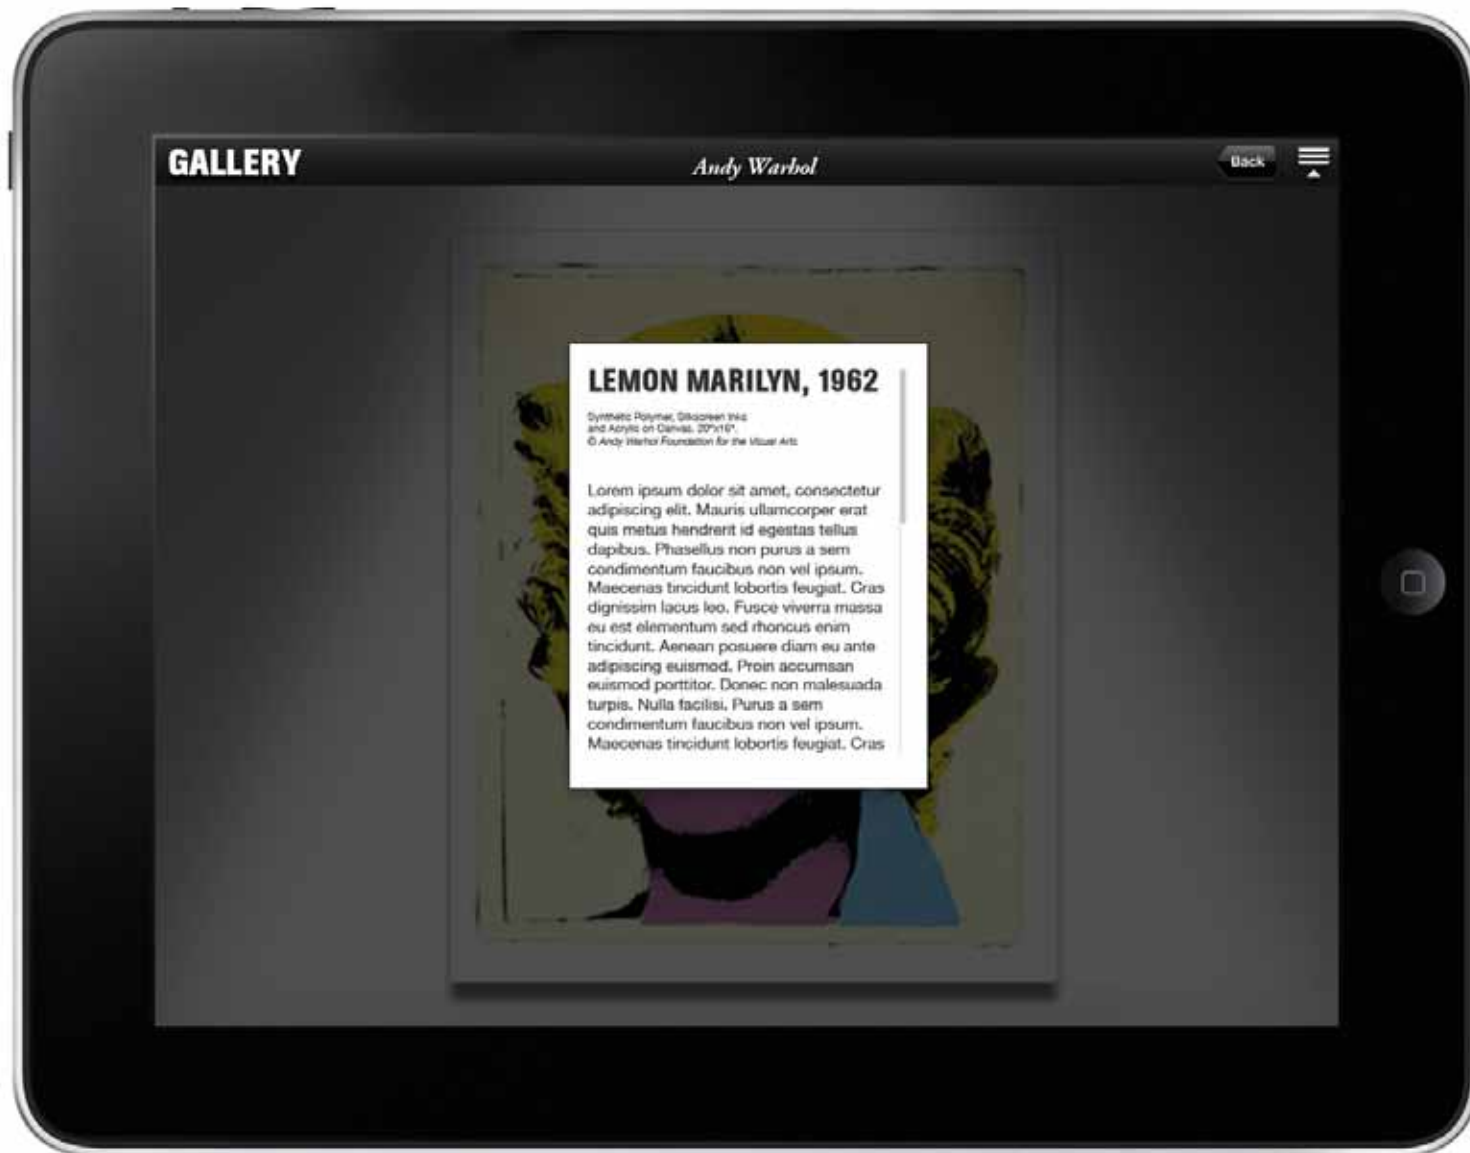 GALLERY
Andy Warhol
Back
LEMON MARILYN, 1962
Synthetic Polymer, Silkscreen Inks
and Acrylic on Canvas. 20"x16".
© Andy Warhol Foundation for the Visual Arts
Lorem ipsum dolor sit amet, consectetur
adipiscing elit. Mauris ullamcorper erat
quis metus hendrerit id egestas tellus
dapibus. Phasellus non purus a sem
condimentum faucibus non vel ipsum.
Maecenas tincidunt lobortis feugiat. Cras
dignissim lacus leo. Fusce viverra massa
eu est elementum sed rhoncus enim
tincidunt. Aenean posuere diam eu ante
adipiscing euismod. Proin accumsan
euismod porttitor. Donec non malesuada
turpis. Nulla facilisi. Purus a sem
condimentum faucibus non vel ipsum.
Maecenas tincidunt lobortis feugiat. Cras